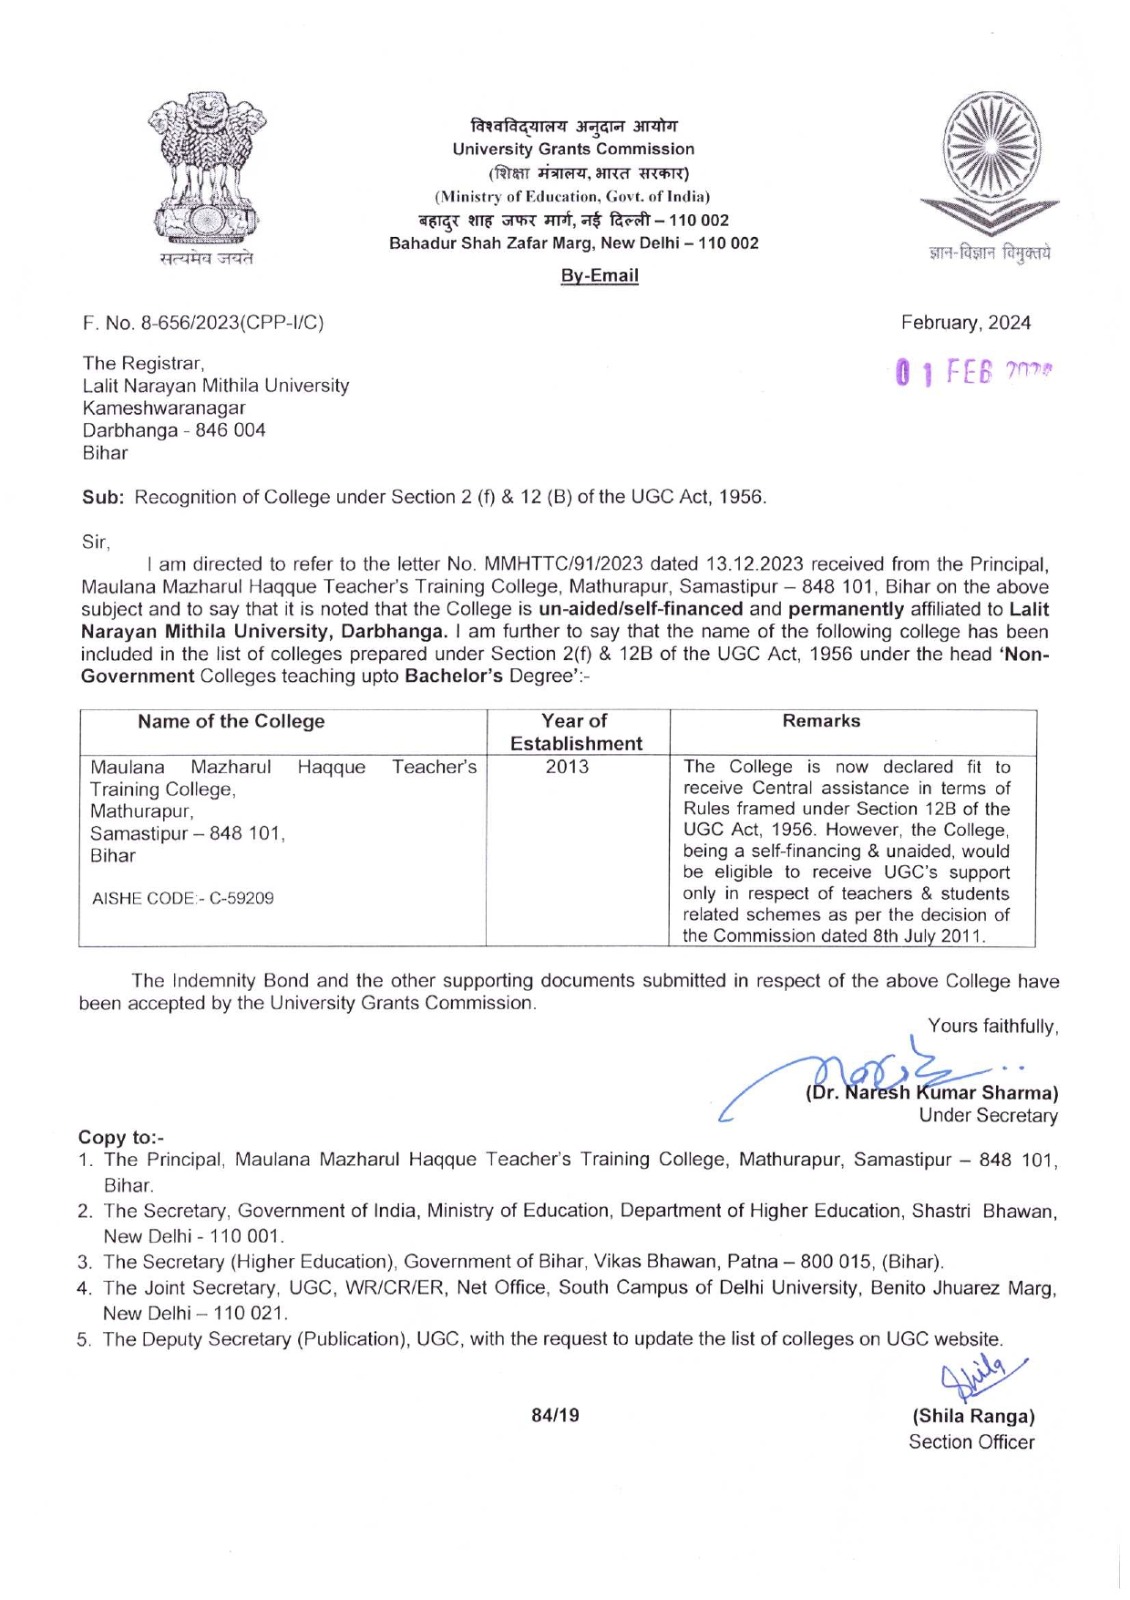 विश्वविद्यालय अनुदान आयोग
University Grants Commission
(शिक्षा मंत्रालय, भारत सरकार)
(Ministry of Education, Govt. of India)
बहादुर शाह जफर मार्ग, नई दिल्ली – 110 002
Bahadur Shah Zafar Marg, New Delhi – 110 002
सत्यमेव जयते
ज्ञान-विज्ञान विमुक्तये
By-Email
F. No. 8-656/2023(CPP-I/C)
February, 2024
The Registrar,
01 FEB
Lalit Narayan Mithila University
Kameshwaranagar
Darbhanga - 846 004
Bihar
Sub: Recognition of College under Section 2 (f) & 12 (B) of the UGC Act, 1956.
Sir,
I am directed to refer to the letter No. MMHTTC/91/2023 dated 13.12.2023 received from the Principal,
Maulana Mazharul Haqque Teacher's Training College, Mathurapur, Samastipur – 848 101, Bihar on the above
subject and to say that it is noted that the College is un-aided/self-financed and permanently affiliated to Lalit
Narayan Mithila University, Darbhanga. I am further to say that the name of the following college has been
included in the list of colleges prepared under Section 2(f) & 12B of the UGC Act, 1956 under the head 'Non-
Government Colleges teaching upto Bachelor's Degree':-
Name of the College
Year of
Establishment
Remarks
Maulana Mazharul Haqque Teacher's
Training College,
Mathurapur,
Samastipur – 848 101,
Bihar
AISHE CODE:- C-59209
2013
The College is now declared fit to
receive Central assistance in terms of
Rules framed under Section 12B of the
UGC Act, 1956. However, the College,
being a self-financing & unaided, would
be eligible to receive UGC's support
only in respect of teachers & students
related schemes as per the decision of
the Commission dated 8th July 2011.
The Indemnity Bond and the other supporting documents submitted in respect of the above College have
been accepted by the University Grants Commission.
Yours faithfully,
(Dr. Naresh Kumar Sharma)
Under Secretary
Copy to:-
1. The Principal, Maulana Mazharul Haqque Teacher's Training College, Mathurapur, Samastipur – 848 101,
Bihar.
2. The Secretary, Government of India, Ministry of Education, Department of Higher Education, Shastri Bhawan,
New Delhi - 110 001.
3. The Secretary (Higher Education), Government of Bihar, Vikas Bhawan, Patna – 800 015, (Bihar).
4. The Joint Secretary, UGC, WR/CR/ER, Net Office, South Campus of Delhi University, Benito Jhuarez Marg,
New Delhi – 110 021.
5. The Deputy Secretary (Publication), UGC, with the request to update the list of colleges on UGC website.
Shila
84/19
(Shila Ranga)
Section Officer